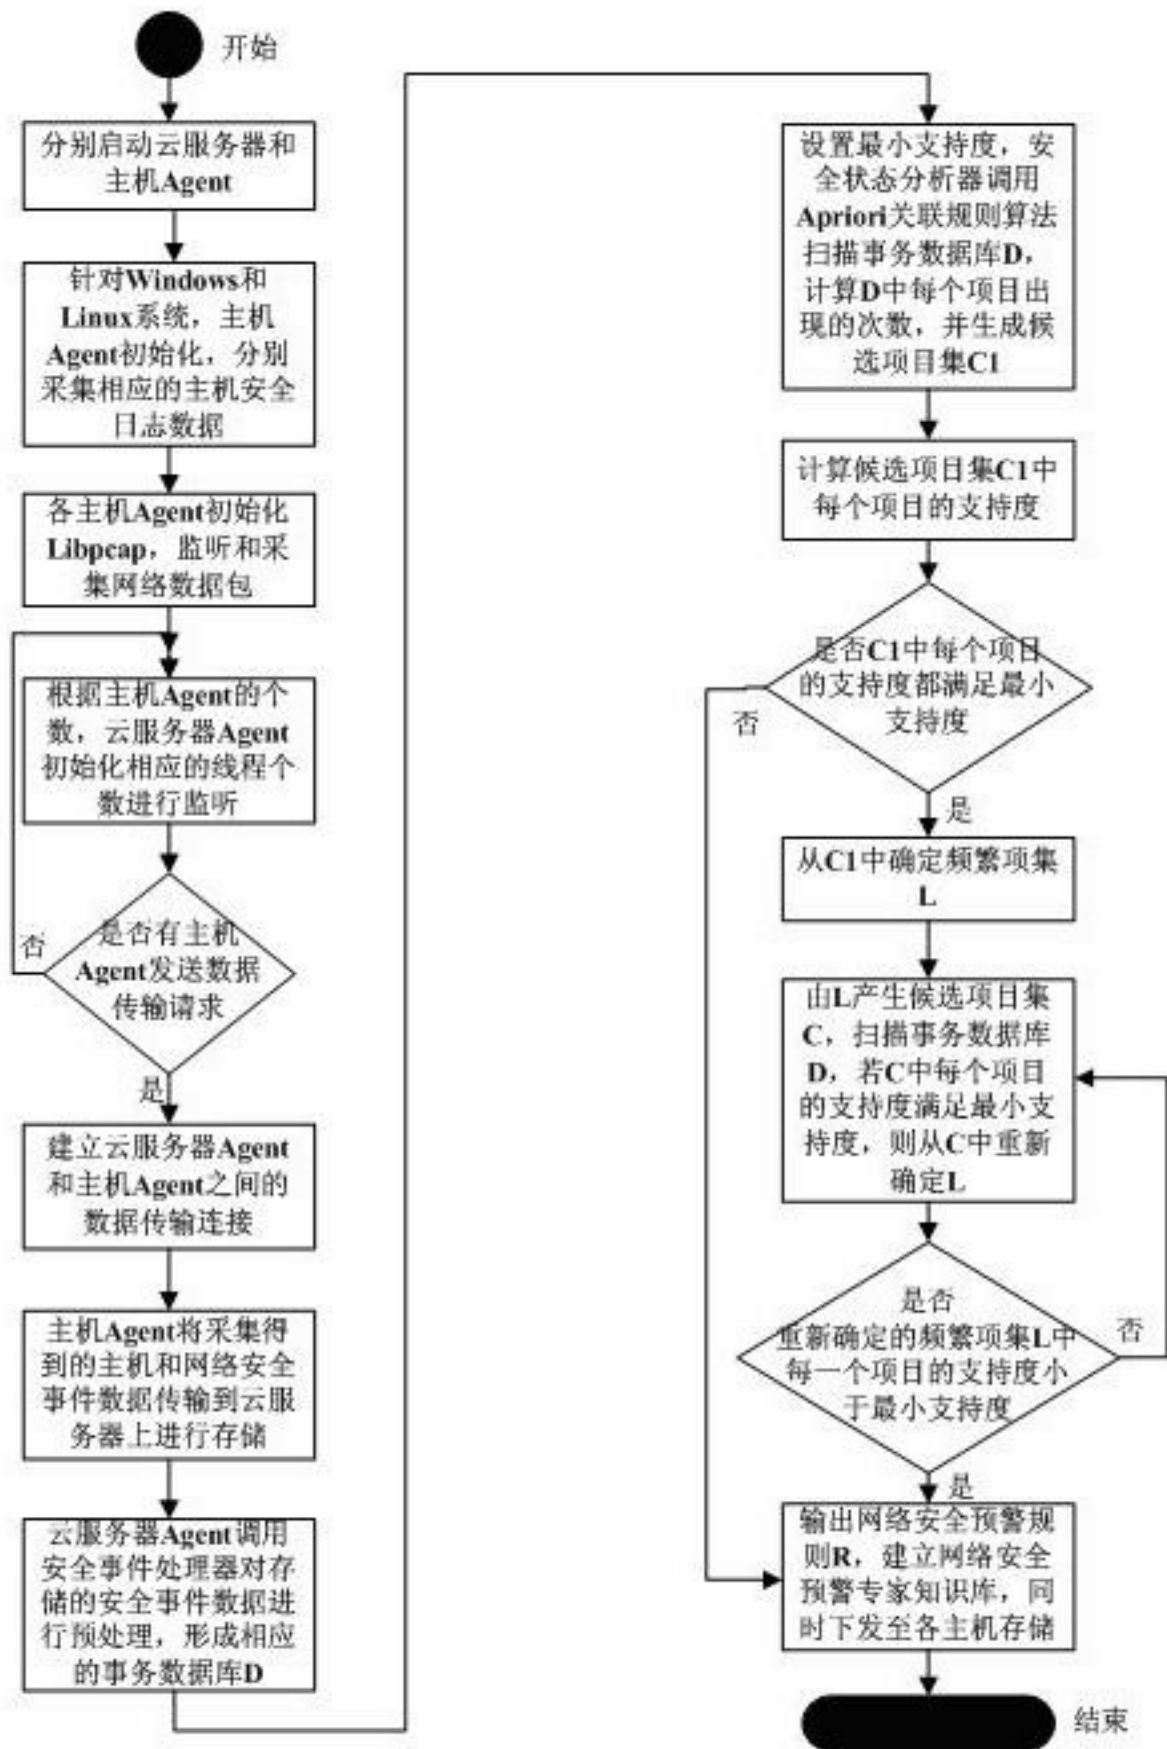 开始
分别启动云服务器和
主机Agent
针对Windows和
Linux系统，主机
Agent初始化，分别
采集相应的主机安全
日志数据
各主机Agent初始化
Libpcap，监听和采
集网络数据包
根据主机Agent的个
数，云服务器Agent
初始化相应的线程个
数进行监听
是否有主机
Agent发送数据
传输请求
否
是
建立云服务器Agent
和主机Agent之间的
数据传输连接
主机Agent将采集得
到的主机和网络安全
事件数据传输到云服
务器上进行存储
云服务器Agent调用
安全事件处理器对存
储的安全事件数据进
行预处理，形成相应
的事务数据库D
设置最小支持度，安
全状态分析器调用
Apriori关联规则算法
扫描事务数据库D，
计算D中每个项目出
现的次数，并生成候
选项目集C1
计算候选项目集C1中
每个项目的支持度
是否C1中每个项目
的支持度都满足最小
支持度
否
是
从C1中确定频繁项集
L
由L产生候选项目集
C，扫描事务数据库
D，若C中每个项目
的支持度满足最小支
持度，则从C中重新
确定L
是否
重新确定的频繁项集L中
每一个项目的支持度小
于最小支持度
否
是
输出网络安全预警规
则R，建立网络安全
预警专家知识库，同
时下发至各主机存储
结束